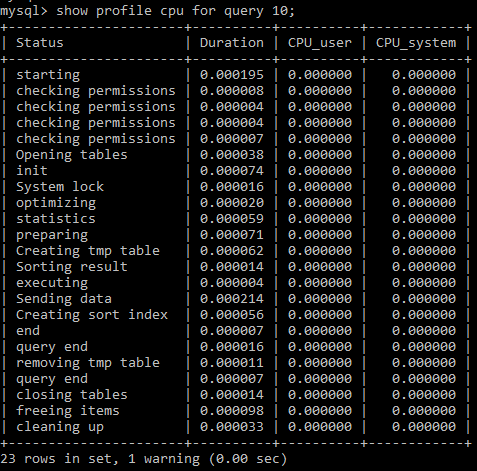 mysql> show profile cpu for query 10;
+----------------------+----------+----------+------------+
| Status               | Duration | CPU_user | CPU_system |
+----------------------+----------+----------+------------+
| starting             | 0.000195 | 0.000000 |   0.000000 |
| checking permissions | 0.000008 | 0.000000 |   0.000000 |
| checking permissions | 0.000004 | 0.000000 |   0.000000 |
| checking permissions | 0.000004 | 0.000000 |   0.000000 |
| checking permissions | 0.000007 | 0.000000 |   0.000000 |
| Opening tables       | 0.000038 | 0.000000 |   0.000000 |
| init                 | 0.000074 | 0.000000 |   0.000000 |
| System lock          | 0.000016 | 0.000000 |   0.000000 |
| optimizing           | 0.000020 | 0.000000 |   0.000000 |
| statistics           | 0.000059 | 0.000000 |   0.000000 |
| preparing            | 0.000071 | 0.000000 |   0.000000 |
| Creating tmp table   | 0.000062 | 0.000000 |   0.000000 |
| Sorting result       | 0.000014 | 0.000000 |   0.000000 |
| executing            | 0.000004 | 0.000000 |   0.000000 |
| Sending data         | 0.000214 | 0.000000 |   0.000000 |
| Creating sort index  | 0.000056 | 0.000000 |   0.000000 |
| end                  | 0.000007 | 0.000000 |   0.000000 |
| query end            | 0.000016 | 0.000000 |   0.000000 |
| removing tmp table   | 0.000011 | 0.000000 |   0.000000 |
| query end            | 0.000007 | 0.000000 |   0.000000 |
| closing tables       | 0.000014 | 0.000000 |   0.000000 |
| freeing items        | 0.000098 | 0.000000 |   0.000000 |
| cleaning up          | 0.000033 | 0.000000 |   0.000000 |
+----------------------+----------+----------+------------+
23 rows in set, 1 warning (0.00 sec)